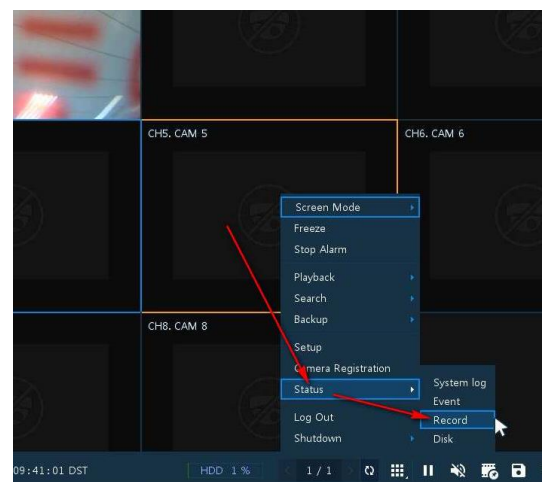 CH5. CAM 5
CH6. CAM 6
Screen Mode
Freeze
Stop Alarm
Playback
Search
Backup
CH8. CAM 8
Setup
Camera Registration
Status
System log
Event
Log Out
Record
Shutdown
Disk
09:41:01 DST
HDD 1 %
1 / 1